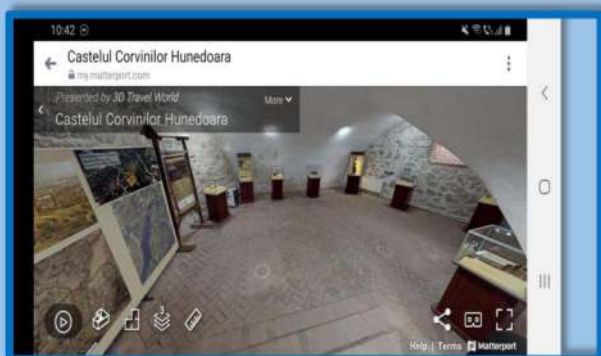 10:42
Castelul Corvinilor Hunedoara
my.matterport.com
Presented by 3D Travel World
More
Castelul Corvinilor Hunedoara
3
Help | Terms Matterport